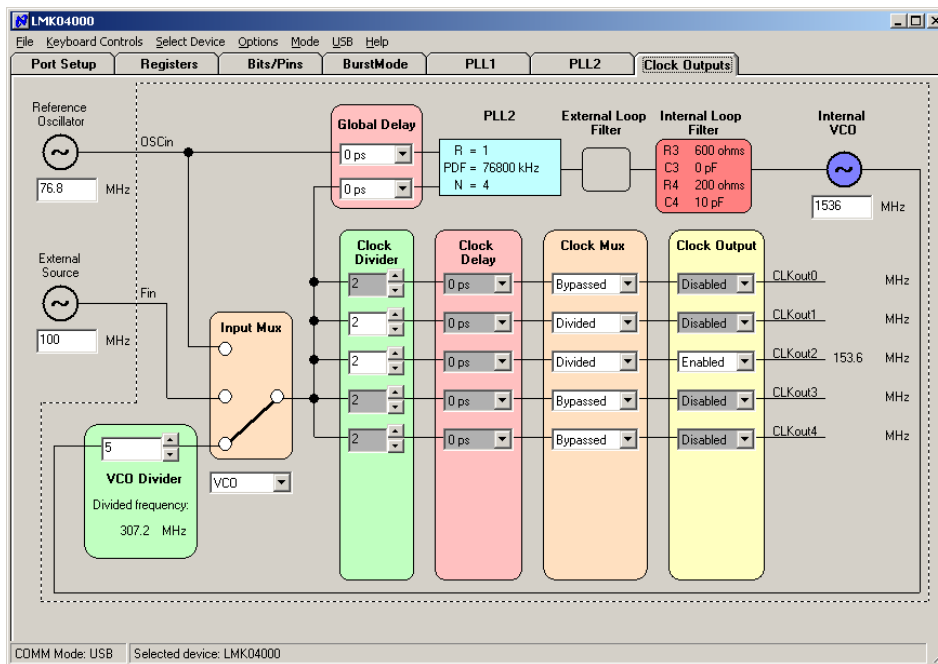 LMK04000
File Keyboard Controls Select Device Options Mode USB Help
Port Setup Registers Bits/Pins BurstMode PLL1 PLL2 Clock Outputs
Reference
Oscillator
76.8 MHz
OSCin
Global Delay
0 ps
0 ps
PLL2
R = 1
PDF = 76800 kHz
N = 4
External Loop
Filter
Internal Loop
Filter
R3 600 ohms
C3 0 pF
R4 200 ohms
C4 10 pF
Internal
VCO
1536 MHz
External
Source
100 MHz
Fin
Input Mux
VCO
5
VCO Divider
Divided frequency:
307.2 MHz
Clock
Divider
Clock
Delay
Clock Mux
Clock Output
2 0 ps Bypassed Disabled CLKout0 MHz
2 0 ps Divided Disabled CLKout1 MHz
2 0 ps Divided Enabled CLKout2 153.6 MHz
2 0 ps Bypassed Disabled CLKout3 MHz
2 0 ps Bypassed Disabled CLKout4 MHz
COMM Mode: USB Selected device: LMK04000